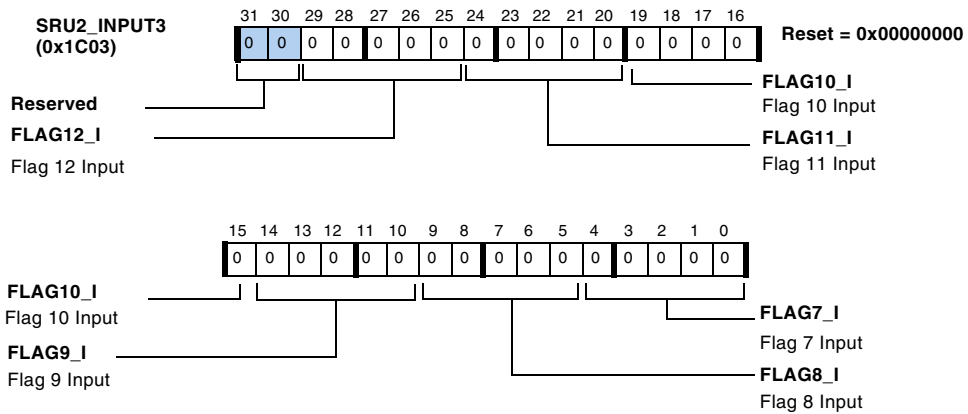 SRU2_INPUT3
(0x1C03)
31 30 29 28 27 26 25 24 23 22 21 20 19 18 17 16
0 0 0 0 0 0 0 0 0 0 0 0 0 0 0 0
Reset = 0x00000000
Reserved
FLAG12_I
Flag 12 Input
FLAG10_I
Flag 10 Input
FLAG11_I
Flag 11 Input
15 14 13 12 11 10 9 8 7 6 5 4 3 2 1 0
0 0 0 0 0 0 0 0 0 0 0 0 0 0 0 0
FLAG10_I
Flag 10 Input
FLAG9_I
Flag 9 Input
FLAG7_I
Flag 7 Input
FLAG8_I
Flag 8 Input